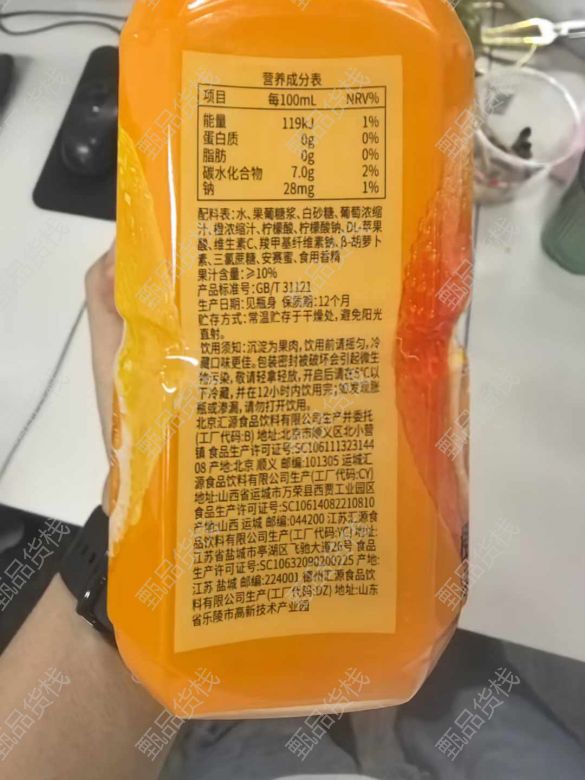 营养成分表
项目 每100mL NRV%
能量 119kJ 1%
蛋白质 0g 0%
脂肪 0g 0%
碳水化合物 7.0g 2%
钠 28mg 1%
配料表:水、果葡糖浆、白砂糖、葡萄浓缩
汁、橙浓缩汁、柠檬酸、柠檬酸钠、DL-苹果
酸、维生素C、羧甲基纤维素钠、β-胡萝卜
素、三氯蔗糖、安赛蜜、食用香精
果汁含量:≥10%
产品标准号:GB/T 31121
生产日期:见瓶身 保质期:12个月
贮存方式:常温贮存于干燥处,避免阳光
直射。
饮用须知:沉淀为果肉,饮用前请摇匀,冷
藏口味更佳。包装密封被破坏会引起微生
物污染,敬请轻拿轻放,开启后请在5℃以
下冷藏,并在12小时内饮用完;如发现胀
瓶或渗漏,请勿打开饮用。
北京汇源食品饮料有限公司生产并委托
(工厂代码:B) 地址:北京市顺义区北小营
镇 食品生产许可证号:SC106111323144
08 产地:北京 顺义 邮编:101305 运城汇
源食品饮料有限公司生产(工厂代码:CY)
地址:山西省运城市万荣县西贾工业园区
食品生产许可证号:SC10614082210810
产地:山西 运城 邮编:044200 江苏汇源食
品饮料有限公司生产(工厂代码:YC) 地址:
江苏省盐城市亭湖区飞驰大道26号 食品
生产许可证号:SC10632090200225 产地:
江苏 盐城 邮编:224001 德州汇源食品饮
料有限公司生产(工厂代码:DZ) 地址:山东
省乐陵市高新技术产业园
甄品货栈